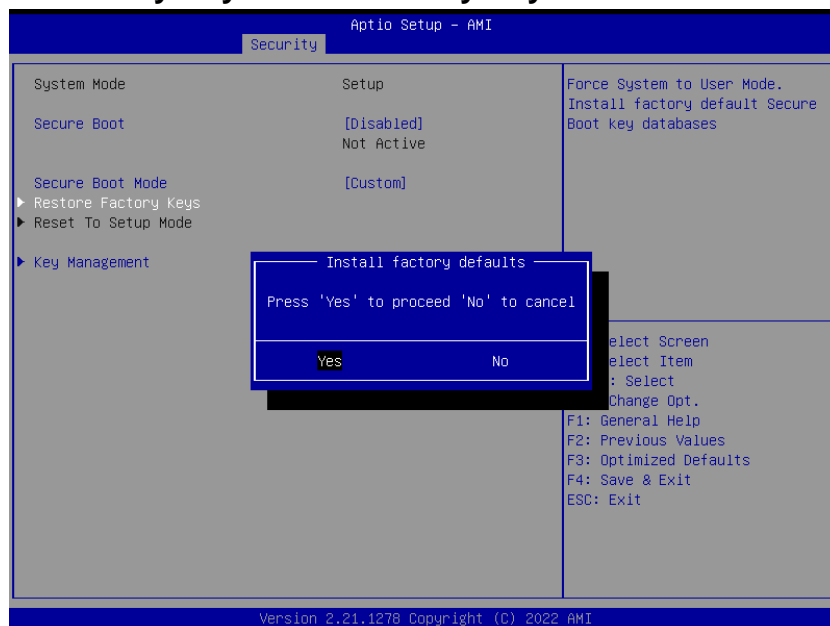 Aptio Setup – AMI
Security
System Mode Setup
Secure Boot [Disabled]
Not Active
Secure Boot Mode [Custom]
Restore Factory Keys
Reset To Setup Mode
Key Management
Force System to User Mode.
Install factory default Secure
Boot key databases
Install factory defaults
Press 'Yes' to proceed 'No' to cancel
Yes No
elect Screen
elect Item
: Select
Change Opt.
F1: General Help
F2: Previous Values
F3: Optimized Defaults
F4: Save & Exit
ESC: Exit
Version 2.21.1278 Copyright (C) 2022 AMI